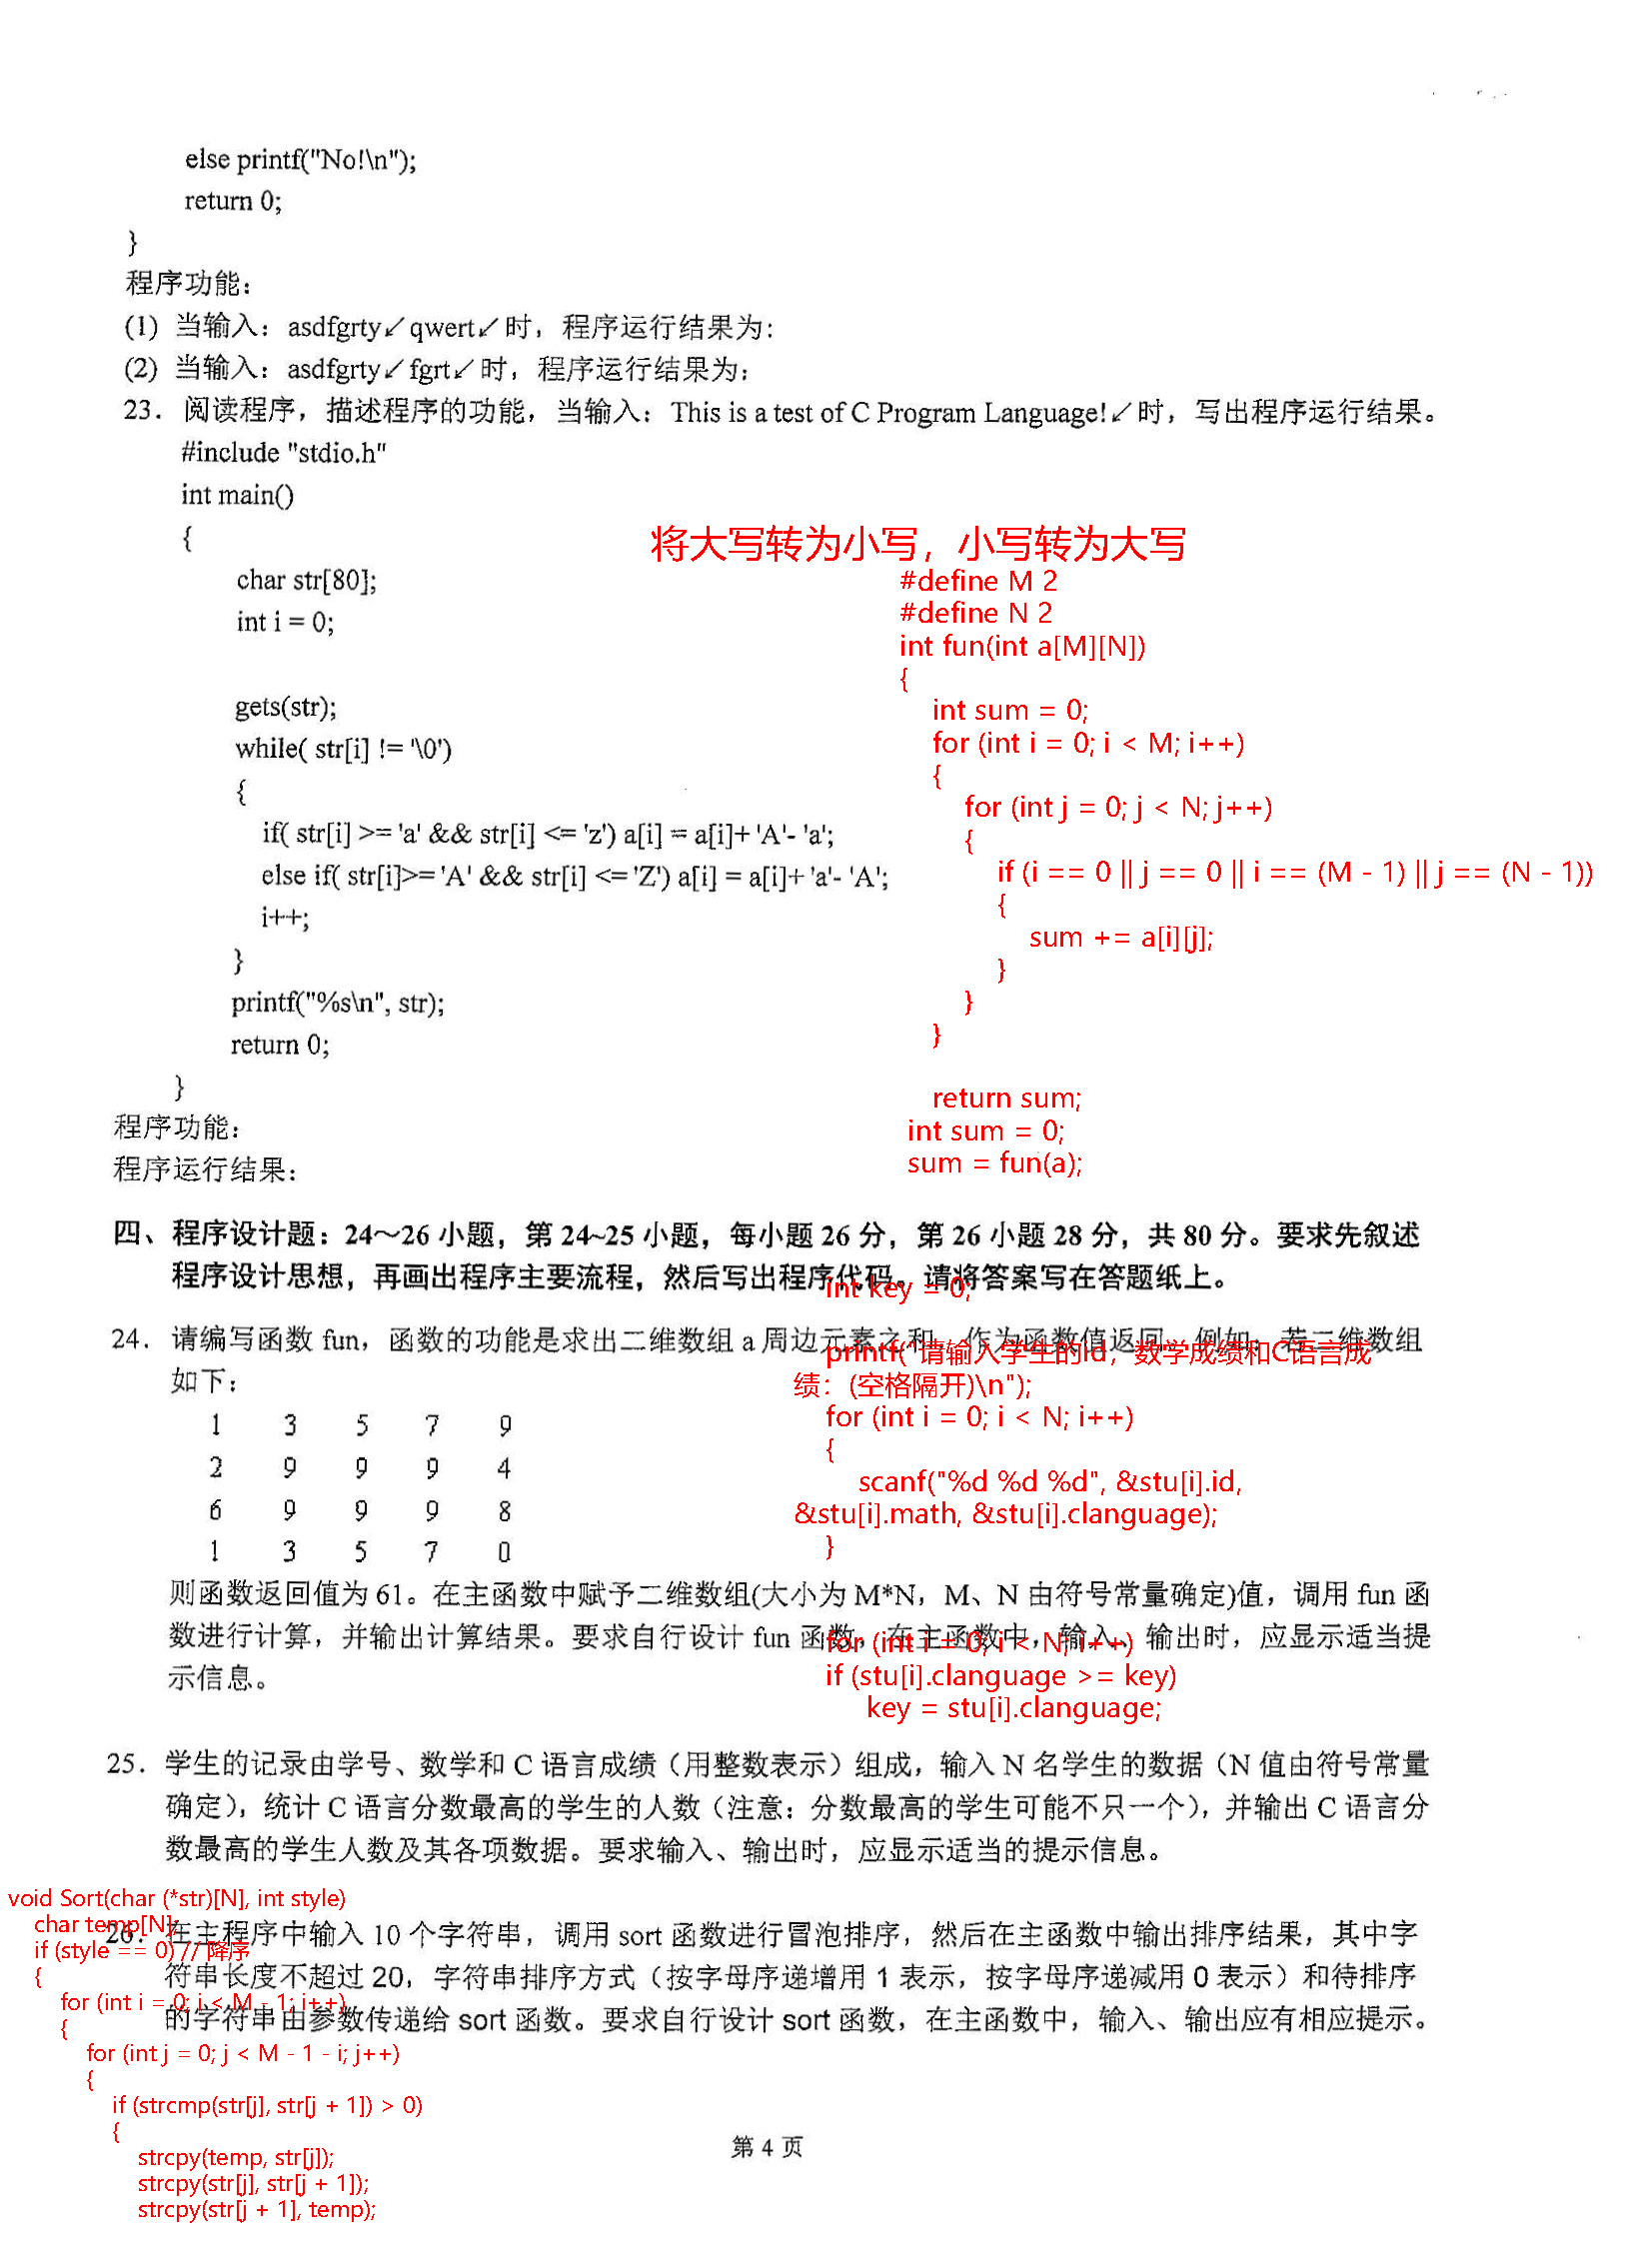 else printf("No!\n");
return 0;
}
程序功能：
(1) 当输入：asdfgrty↙qwert↙时，程序运行结果为：
(2) 当输入：asdfgrty↙fgrt↙时，程序运行结果为：
23. 阅读程序，描述程序的功能，当输入：This is a test of C Program Language!↙时，写出程序运行结果。
#include "stdio.h"
int main()
{
char str[80];
int i = 0;
gets(str);
while( str[i] != '\0')
{
if( str[i] >= 'a' && str[i] <= 'z') a[i] = a[i]+ 'A'- 'a';
else if( str[i]>= 'A' && str[i] <= 'Z') a[i] = a[i]+ 'a'- 'A';
i++;
}
printf("%s\n", str);
return 0;
}
程序功能：
程序运行结果：
将大写转为小写，小写转为大写
#define M 2
#define N 2
int fun(int a[M][N])
{
int sum = 0;
for (int i = 0; i < M; i++)
{
for (int j = 0; j < N; j++)
{
if (i == 0 || j == 0 || i == (M - 1) || j == (N - 1))
{
sum += a[i][j];
}
}
}
return sum;
int sum = 0;
sum = fun(a);
四、程序设计题：24～26 小题，第 24~25 小题，每小题 26 分，第 26 小题 28 分，共 80 分。要求先叙述
程序设计思想，再画出程序主要流程，然后写出程序代码。请将答案写在答题纸上。
24. 请编写函数 fun，函数的功能是求出二维数组 a 周边元素之和，作为函数值返回。例如：若二维数组
如下：
1 3 5 7 9
2 9 9 9 4
6 9 9 9 8
1 3 5 7 0
则函数返回值为 61。在主函数中赋予二维数组(大小为 M*N，M、N 由符号常量确定)值，调用 fun 函
数进行计算，并输出计算结果。要求自行设计 fun 函数，在主函数中，输入、输出时，应显示适当提
示信息。
int key = 0;
printf("请输入学生的id，数学成绩和C语言成
绩：(空格隔开)\n");
for (int i = 0; i < N; i++)
{
scanf("%d %d %d", &stu[i].id,
&stu[i].math, &stu[i].clanguage);
}
for (int i = 0; i < N; i++)
if (stu[i].clanguage >= key)
key = stu[i].clanguage;
25. 学生的记录由学号、数学和 C 语言成绩（用整数表示）组成，输入 N 名学生的数据（N 值由符号常量
确定），统计 C 语言分数最高的学生的人数（注意：分数最高的学生可能不只一个），并输出 C 语言分
数最高的学生人数及其各项数据。要求输入、输出时，应显示适当的提示信息。
26. 在主程序中输入 10 个字符串，调用 sort 函数进行冒泡排序，然后在主函数中输出排序结果，其中字
符串长度不超过 20，字符串排序方式（按字母序递增用 1 表示，按字母序递减用 0 表示）和待排序
的字符串由参数传递给 sort 函数。要求自行设计 sort 函数，在主函数中，输入、输出应有相应提示。
void Sort(char (*str)[N], int style)
char temp[N];
if (style == 0) // 降序
{
for (int i = 0; i < M - 1; i++)
{
for (int j = 0; j < M - 1 - i; j++)
{
if (strcmp(str[j], str[j + 1]) > 0)
{
strcpy(temp, str[j]);
strcpy(str[j], str[j + 1]);
strcpy(str[j + 1], temp);
第 4 页